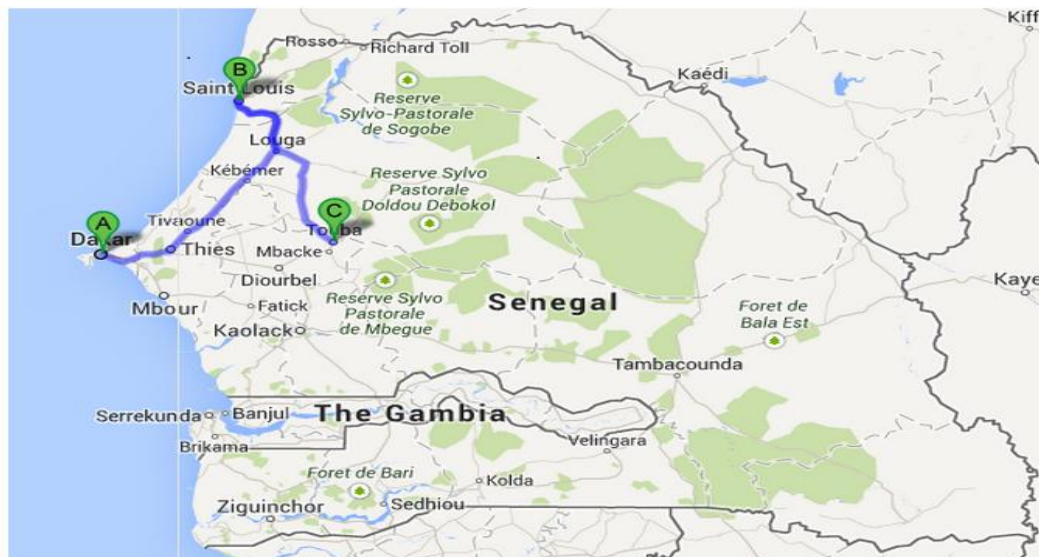 Kiff
Rosso
Richard Toll
B
Saint Louis
Kaédi
Reserve
Sylvo-Pastorale
de Sogobe
Louga
Kébémer
Reserve Sylvo
Pastorale
Doldou Debokol
A
C
Tivaoune
Touba
Dakar
Thies
Mbacke
Diourbel
Kaye
Mbour
Fatick
Reserve Sylvo
Pastorale
de Mbegue
Senegal
Foret de
Bala Est
Kaolack
Tambacounda
Serrekunda
Banjul
The Gambia
Brikama
Velingara
Foret de Bari
Kolda
Ziguinchor
Sedhiou